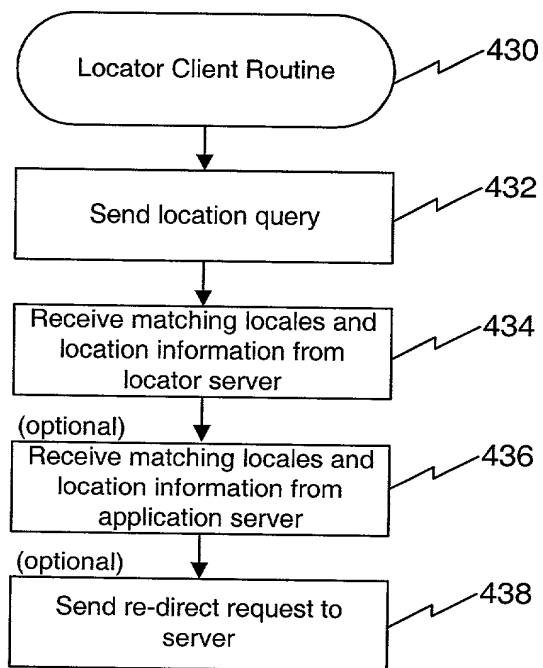 Locator Client Routine
430
432
Send location query
Receive matching locales and
location information from
locator server
434
(optional)
Receive matching locales and
location information from
application server
436
(optional)
Send re-direct request to
server
438